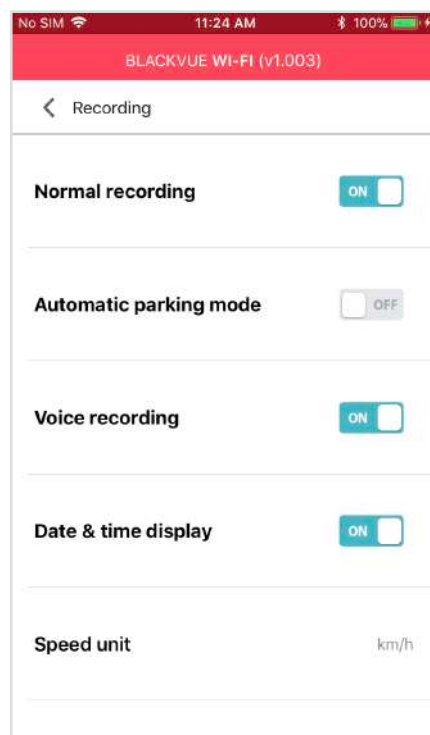 No SIM 11:24 AM 100%
BLACKVUE WI-FI (v1.003)
Recording
Normal recording ON
Automatic parking mode OFF
Voice recording ON
Date & time display ON
Speed unit km/h